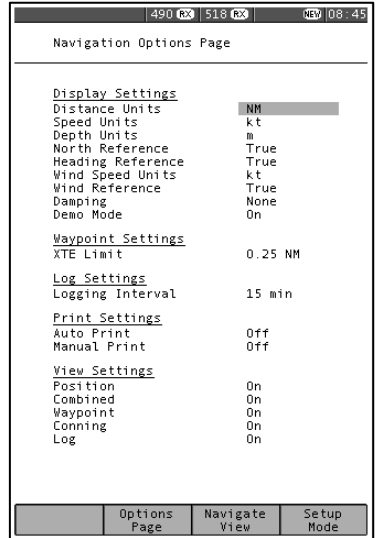 490 RX 518 RX NEW 08:45
Navigation Options Page
Display Settings
Distance Units NM
Speed Units kt
Depth Units m
North Reference True
Heading Reference True
Wind Speed Units kt
Wind Reference True
Damping None
Demo Mode On
Waypoint Settings
XTE Limit 0.25 NM
Log Settings
Logging Interval 15 min
Print Settings
Auto Print Off
Manual Print Off
View Settings
Position On
Combined On
Waypoint On
Conning On
Log On
Options Navigate Setup
Page View Mode